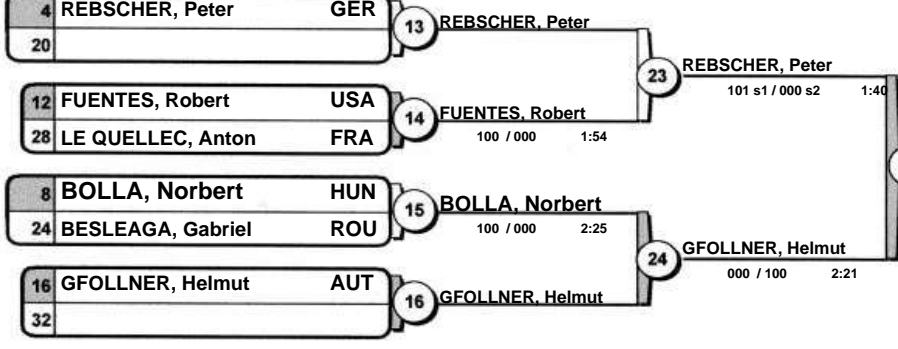 4 REBSCHER, Peter GER
20
13
REBSCHER, Peter
12 FUENTES, Robert USA
28 LE QUELLEC, Anton FRA
14
FUENTES, Robert
100 / 000 1:54
23
REBSCHER, Peter
101 s1 / 000 s2 1:40
8 BOLLA, Norbert HUN
24 BESLEAGA, Gabriel ROU
15
BOLLA, Norbert
100 / 000 2:25
16 GFOLLNER, Helmut AUT
32
16
GFOLLNER, Helmut
24
GFOLLNER, Helmut
000 / 100 2:21